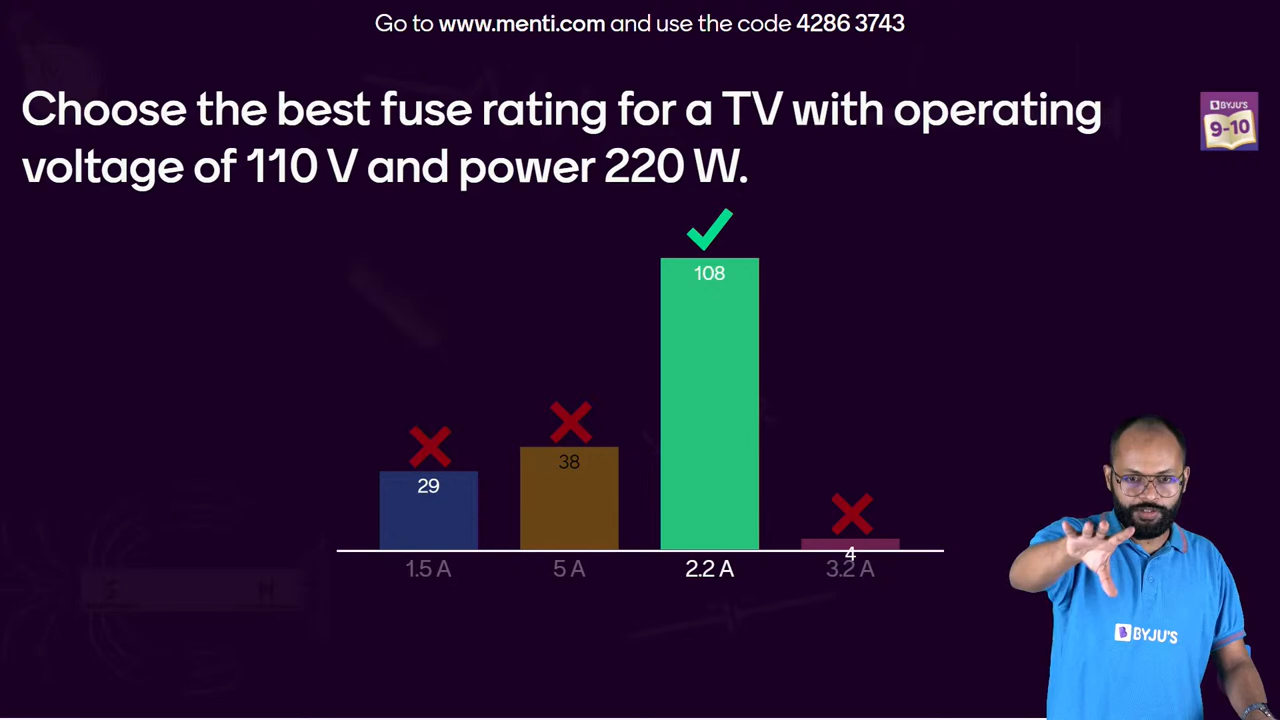 Go to www.menti.com and use the code 4286 3743
Choose the best fuse rating for a TV with operating
voltage of 110 V and power 220 W.
BYJU'S
9-10
108
38
29
4
1.5 A
5 A
2.2 A
3.2 A
BYJU'S